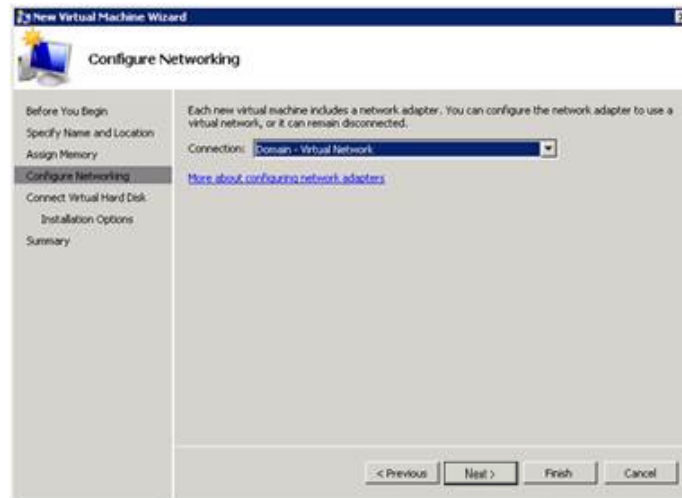 New Virtual Machine Wizard
Configure Networking
Before You Begin
Specify Name and Location
Assign Memory
Configure Networking
Connect Virtual Hard Disk
Installation Options
Summary
Each new virtual machine includes a network adapter. You can configure the network adapter to use a
virtual network, or it can remain disconnected.
Connection: Domain - Virtual Network
More about configuring network adapters
< Previous Next > Finish Cancel